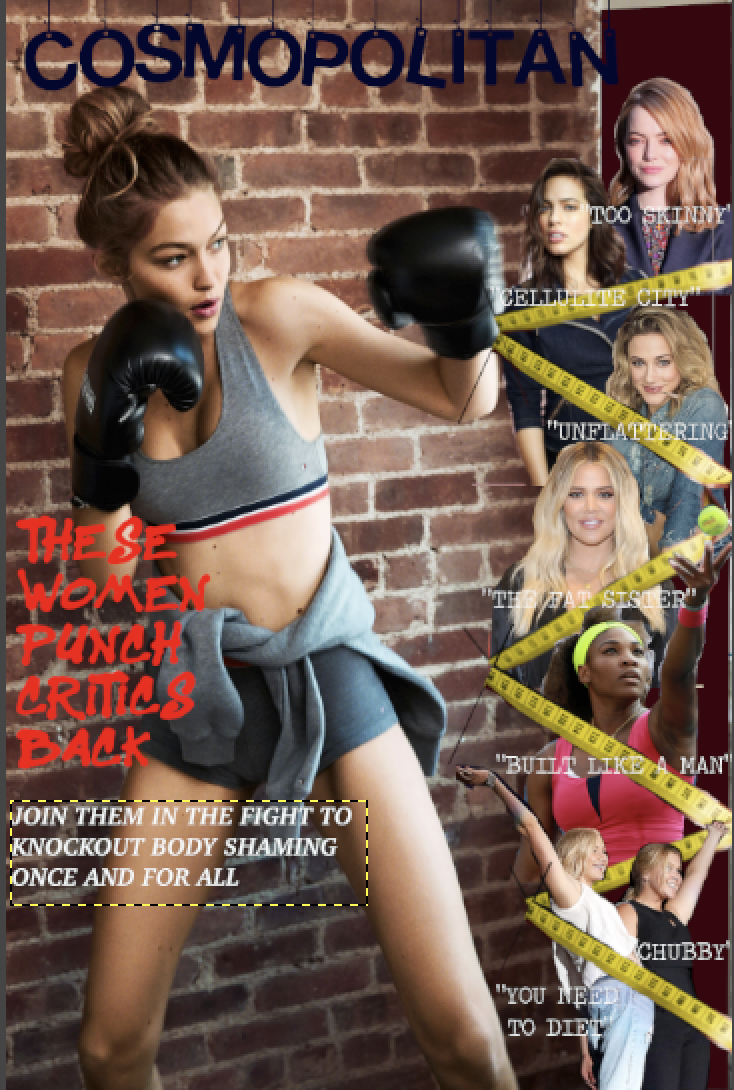 COSMOPOLITAN
"TOO SKINNY"
"CELLULITE CITY"
"UNFLATTERING"
"THE FAT SISTER"
"BUILT LIKE A MAN"
"CHUBBY"
"YOU NEED
TO DIET"
THESE
WOMEN
PUNCH
CRITICS
BACK
JOIN THEM IN THE FIGHT TO
KNOCKOUT BODY SHAMING
ONCE AND FOR ALL